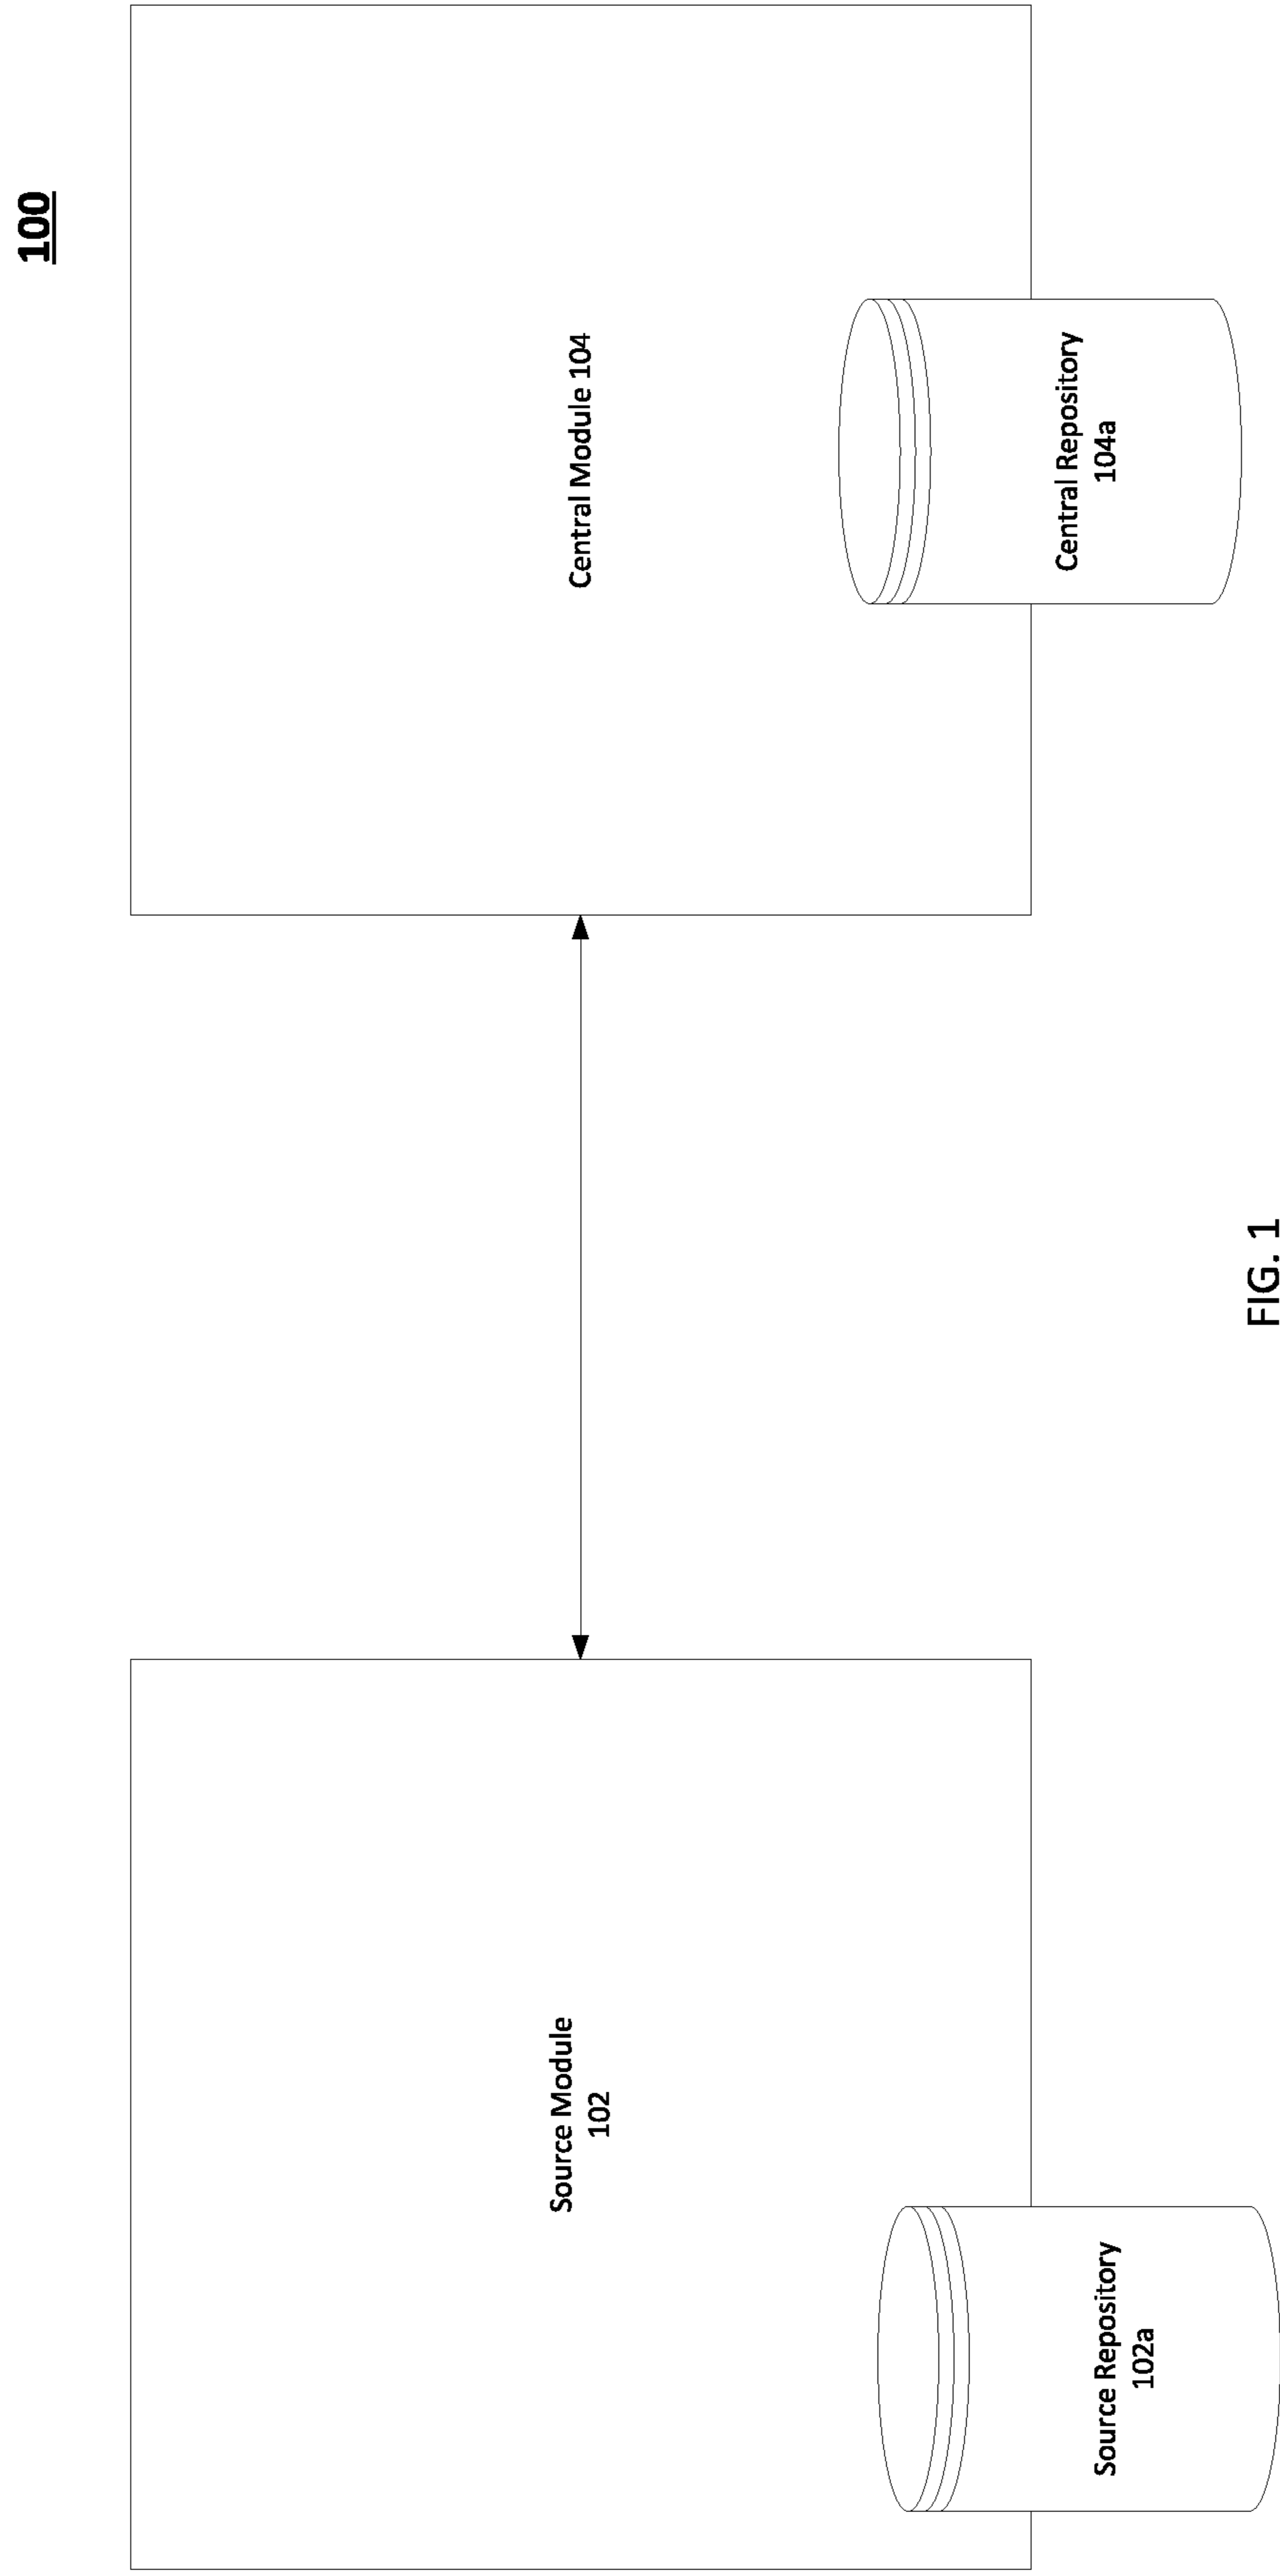 100
Source Module
102
Central Module 104
Source Repository
102a
Central Repository
104a
FIG. 1